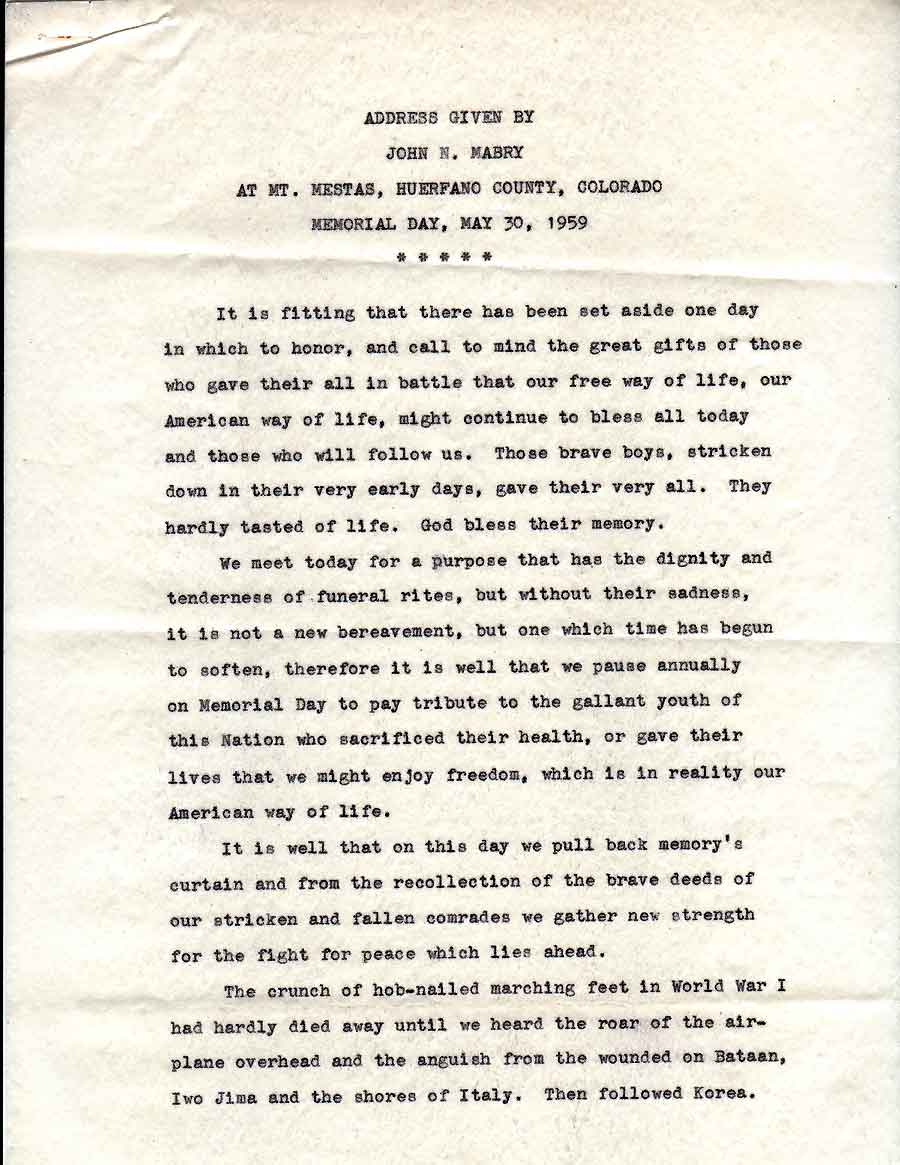 ADDRESS GIVEN BY
JOHN N. MABRY
AT MT. MESTAS, HUERFANO COUNTY, COLORADO
MEMORIAL DAY, MAY 30, 1959
* * * * *
It is fitting that there has been set aside one day
in which to honor, and call to mind the great gifts of those
who gave their all in battle that our free way of life, our
American way of life, might continue to bless all today
and those who will follow us. Those brave boys, stricken
down in their very early days, gave their very all. They
hardly tasted of life. God bless their memory.
We meet today for a purpose that has the dignity and
tenderness of funeral rites, but without their sadness,
it is not a new bereavement, but one which time has begun
to soften, therefore it is well that we pause annually
on Memorial Day to pay tribute to the gallant youth of
this Nation who sacrificed their health, or gave their
lives that we might enjoy freedom, which is in reality our
American way of life.
It is well that on this day we pull back memory's
curtain and from the recollection of the brave deeds of
our stricken and fallen comrades we gather new strength
for the fight for peace which lies ahead.
The crunch of hob-nailed marching feet in World War I
had hardly died away until we heard the roar of the air-
plane overhead and the anguish from the wounded on Bataan,
Iwo Jima and the shores of Italy. Then followed Korea.